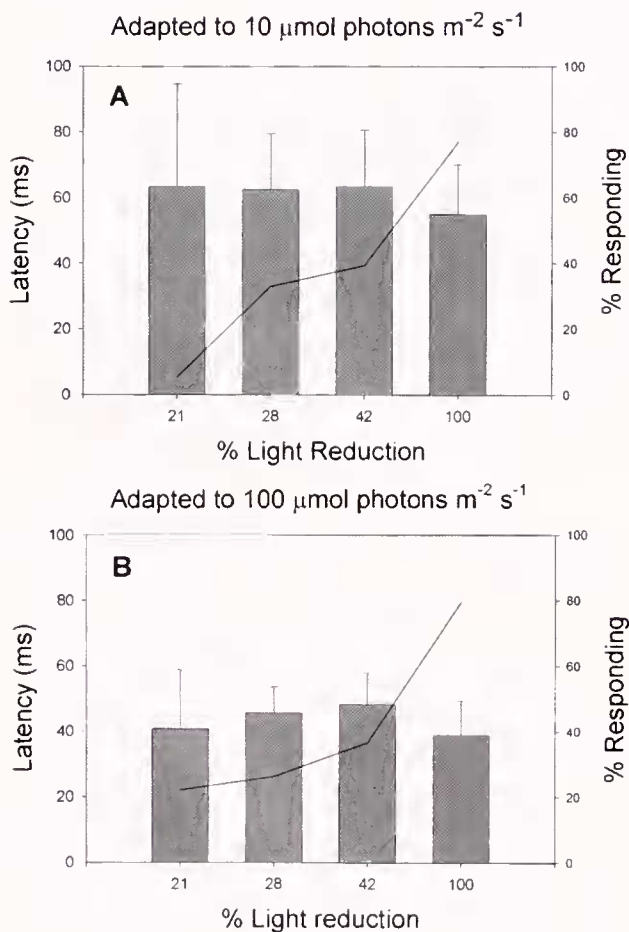 Adapted to 10 μmol photons m⁻² s⁻¹
A
100
80
60
40
20
0
Latency (ms)
100
80
60
40
20
0
% Responding
21 28 42 100
% Light Reduction
Adapted to 100 μmol photons m⁻² s⁻¹
B
100
80
60
40
20
0
Latency (ms)
100
80
60
40
20
0
% Responding
21 28 42 100
% Light reduction